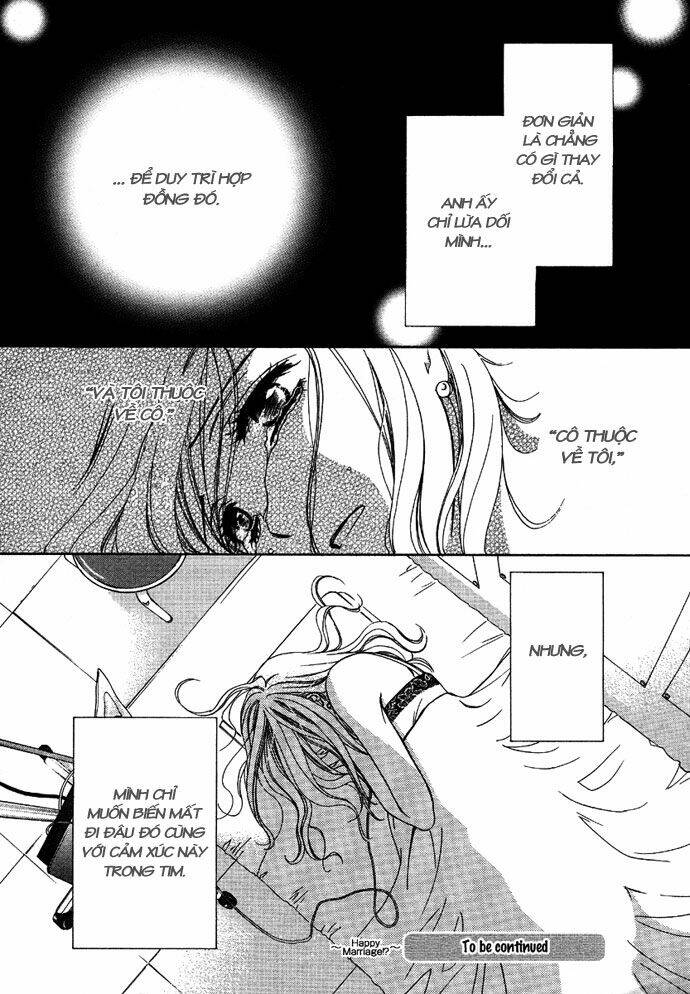 ĐƠN GIẢN
LÀ CHẲNG
CÓ GÌ THAY
ĐỔI CẢ.
ANH ẤY
CHỈ LỪA DỐI
MÌNH...
... ĐỂ DUY TRÌ HỢP
ĐỒNG ĐÓ.
“CÔ THUỘC
VỀ TÔI,”
“VÀ TÔI THUỘC
VỀ CÔ.”
NHƯNG,
MÌNH CHỈ
MUỐN BIẾN MẤT
ĐI ĐÂU ĐÓ CÙNG
VỚI CẢM XÚC NÀY
TRONG TIM.
~Happy
Marriage!?~
To be continued